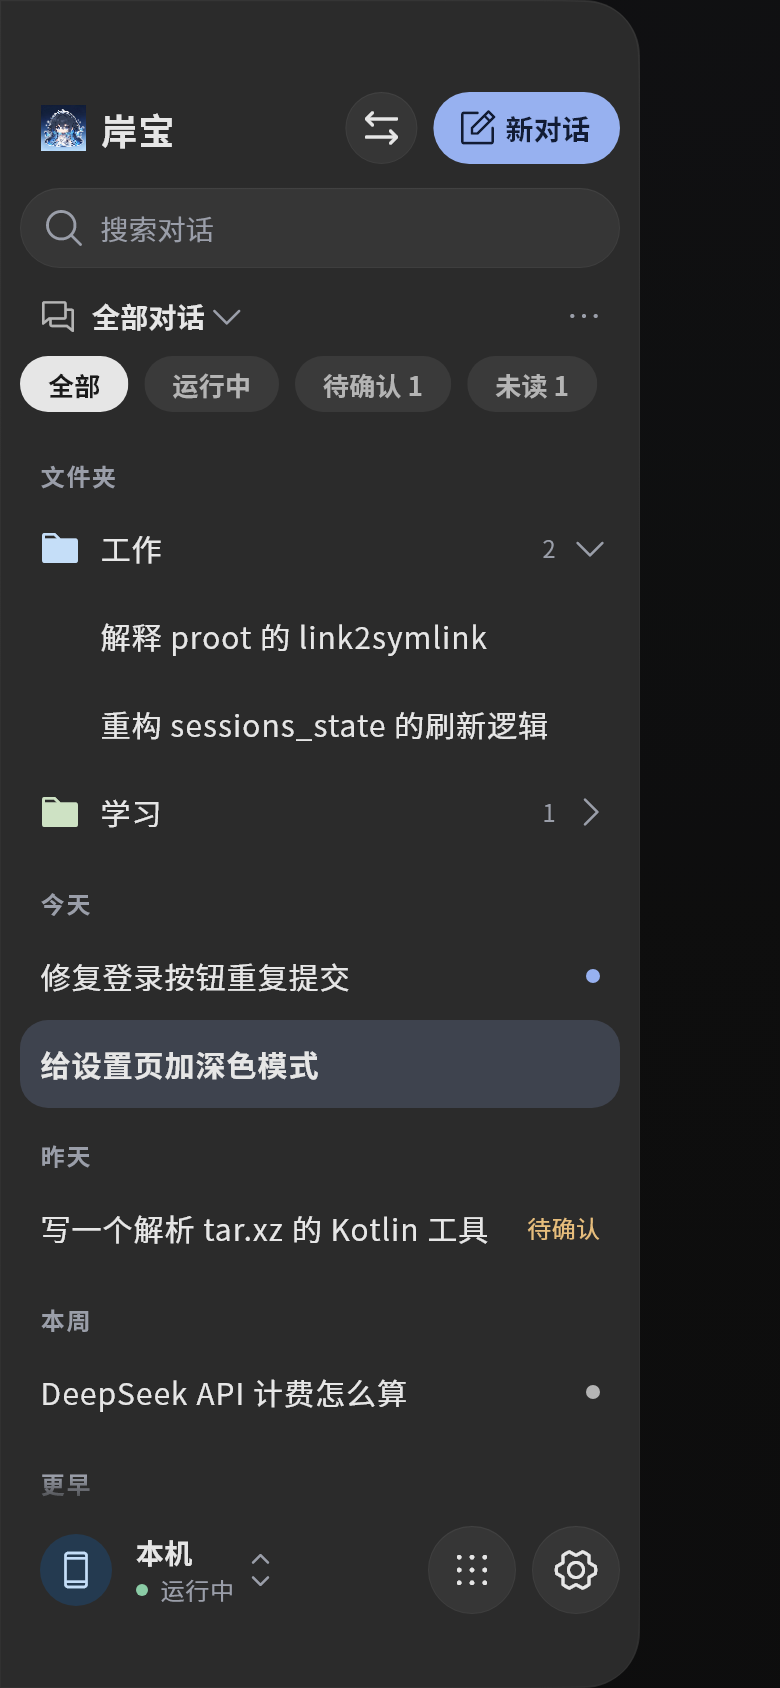 岸宝
新对话
搜索对话
全部对话
全部 运行中 待确认 1 未读 1
文件夹
工作 2
解释 proot 的 link2symlink
重构 sessions_state 的刷新逻辑
学习 1
今天
修复登录按钮重复提交
给设置页加深色模式
昨天
写一个解析 tar.xz 的 Kotlin 工具 待确认
本周
DeepSeek API 计费怎么算
更早
本机
运行中